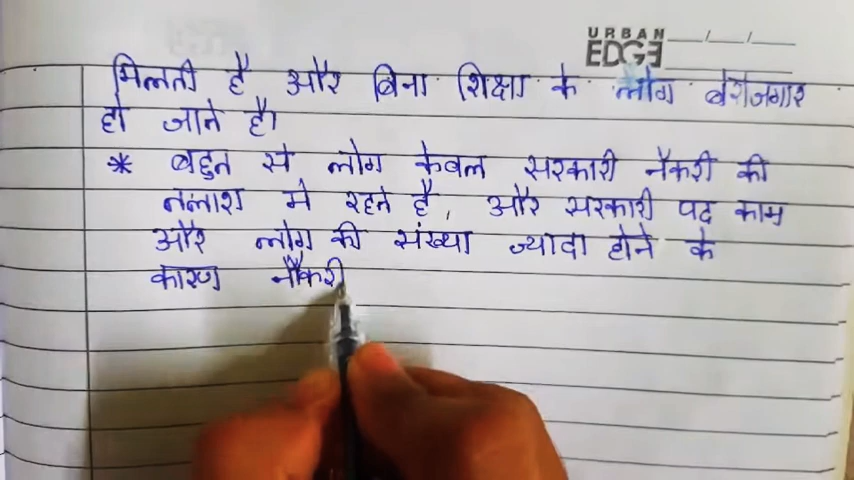 URBAN
EDGE
मिलती है और बिना शिक्षा के लोग बेरोजगार
हो जाते है।
* बहुत से लोग केवल सरकारी नौकरी की
तलाश मे रहते है, और सरकारी पद काम
और लोग की संख्या ज्यादा होने के
कारण नौकरी